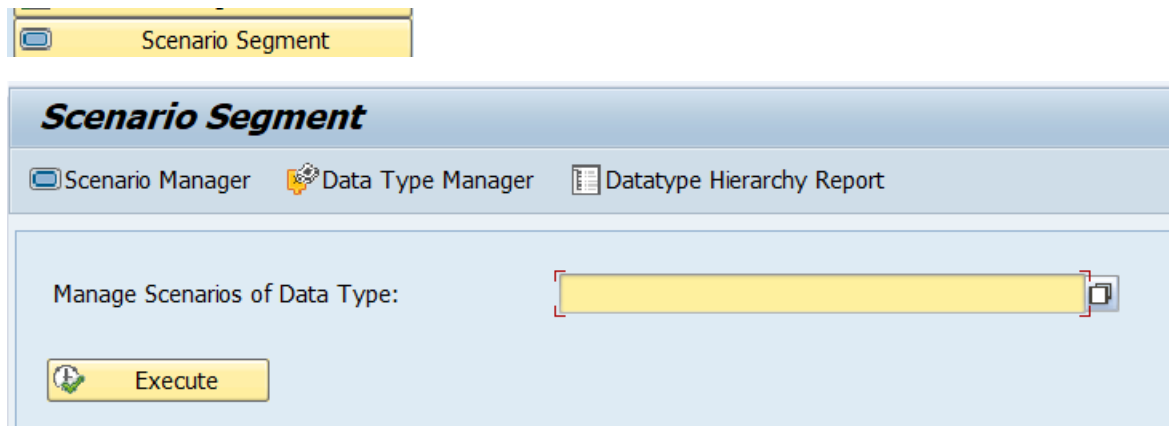 Scenario Segment
Scenario Segment
Scenario Manager Data Type Manager Datatype Hierarchy Report
Manage Scenarios of Data Type:
Execute